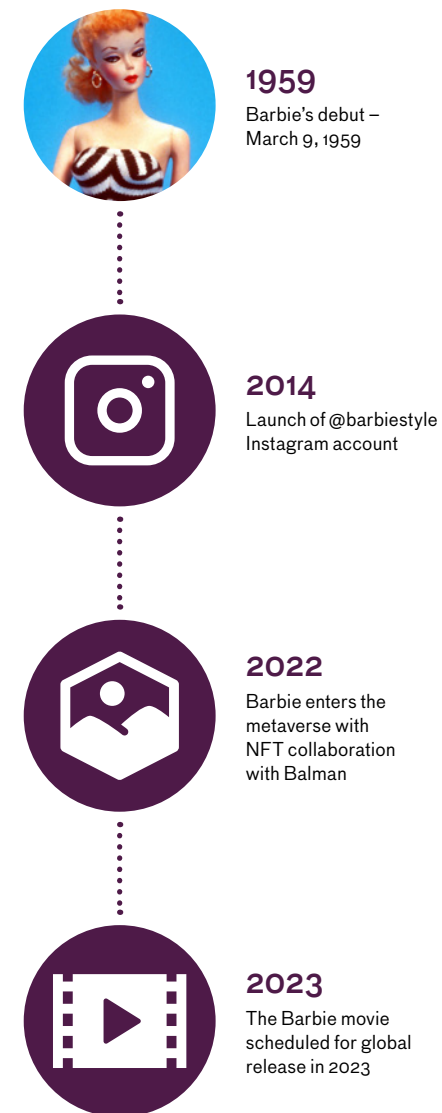 1959
Barbie’s debut –
March 9, 1959
2014
Launch of @barbiestyle
Instagram account
2022
Barbie enters the
metaverse with
NFT collaboration
with Balman
2023
The Barbie movie
scheduled for global
release in 2023